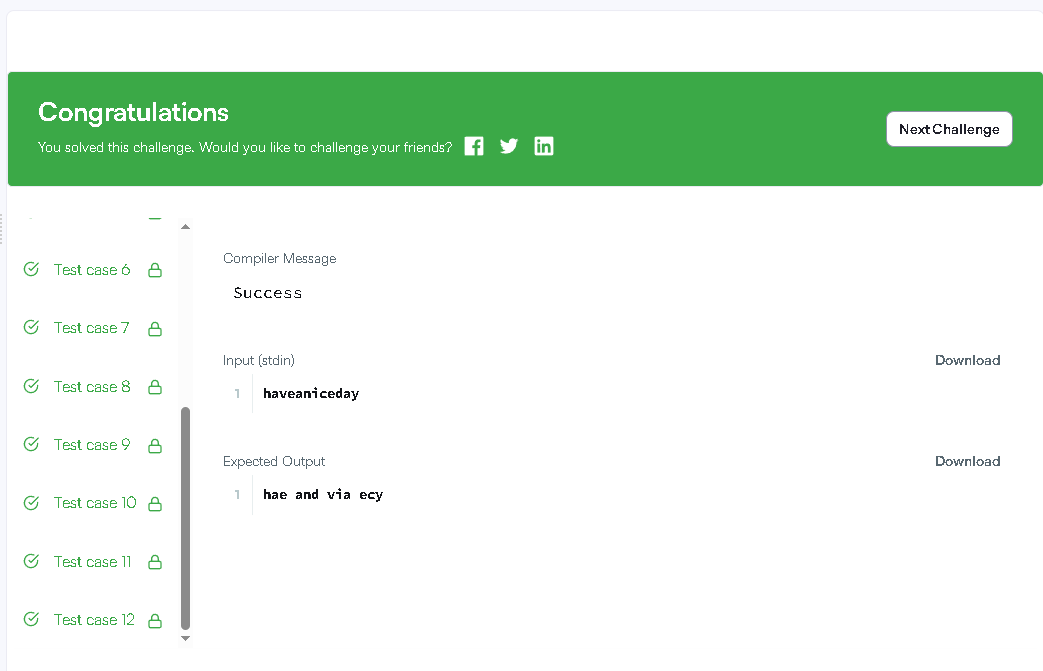 Congratulations
You solved this challenge. Would you like to challenge your friends?
Next Challenge
Test case 6
Test case 7
Test case 8
Test case 9
Test case 10
Test case 11
Test case 12
Compiler Message
Success
Input (stdin)
Download
1 haveaniceday
Expected Output
Download
1 hae and via ecy